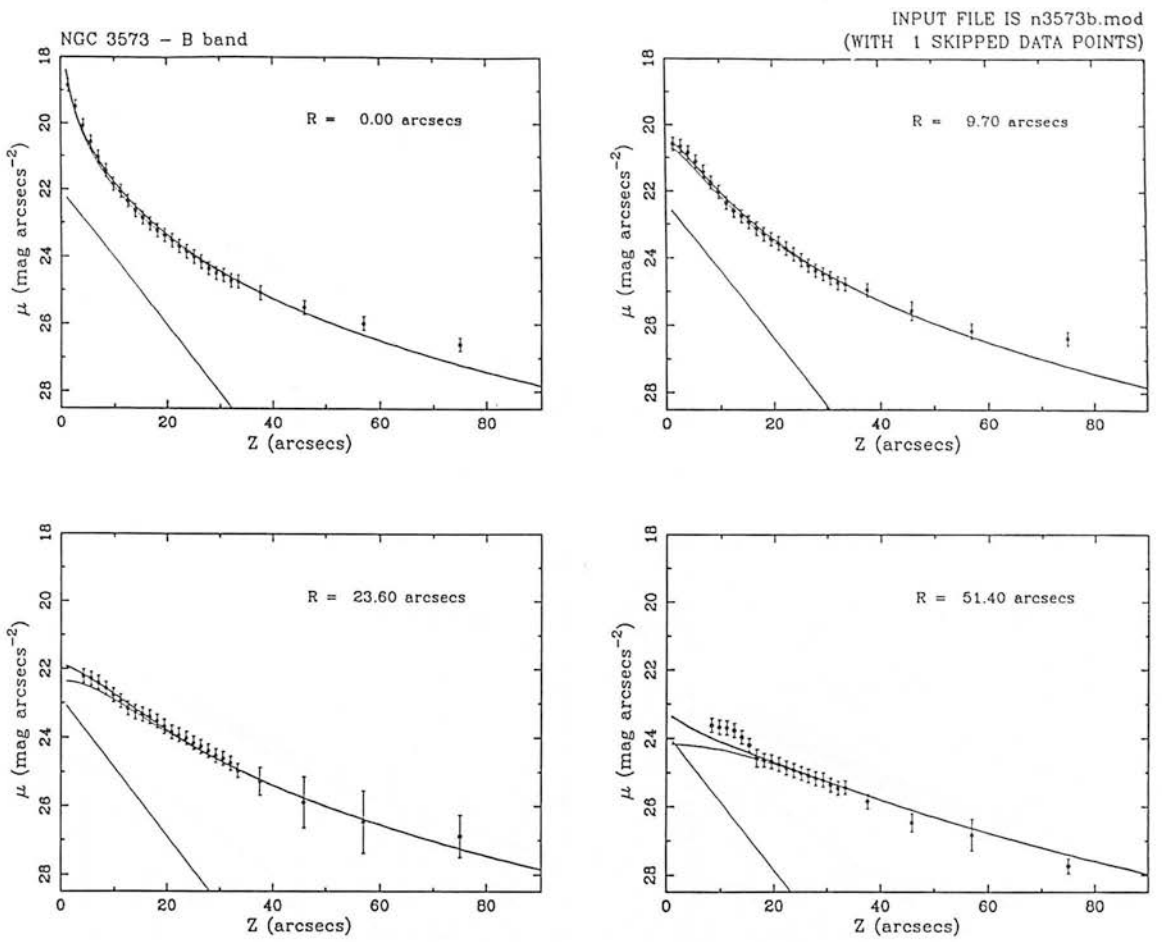 INPUT FILE IS n3573b.mod
NGC 3573 – B band
(WITH 1 SKIPPED DATA POINTS)
R = 0.00 arcsecs
μ (mag arcsecs⁻²)
18
20
22
24
26
28
0 20 40 60 80
Z (arcsecs)
R = 9.70 arcsecs
μ (mag arcsecs⁻²)
18
20
22
24
26
28
0 20 40 60 80
Z (arcsecs)
R = 23.60 arcsecs
μ (mag arcsecs⁻²)
18
20
22
24
26
28
0 20 40 60 80
Z (arcsecs)
R = 51.40 arcsecs
μ (mag arcsecs⁻²)
18
20
22
24
26
28
0 20 40 60 80
Z (arcsecs)